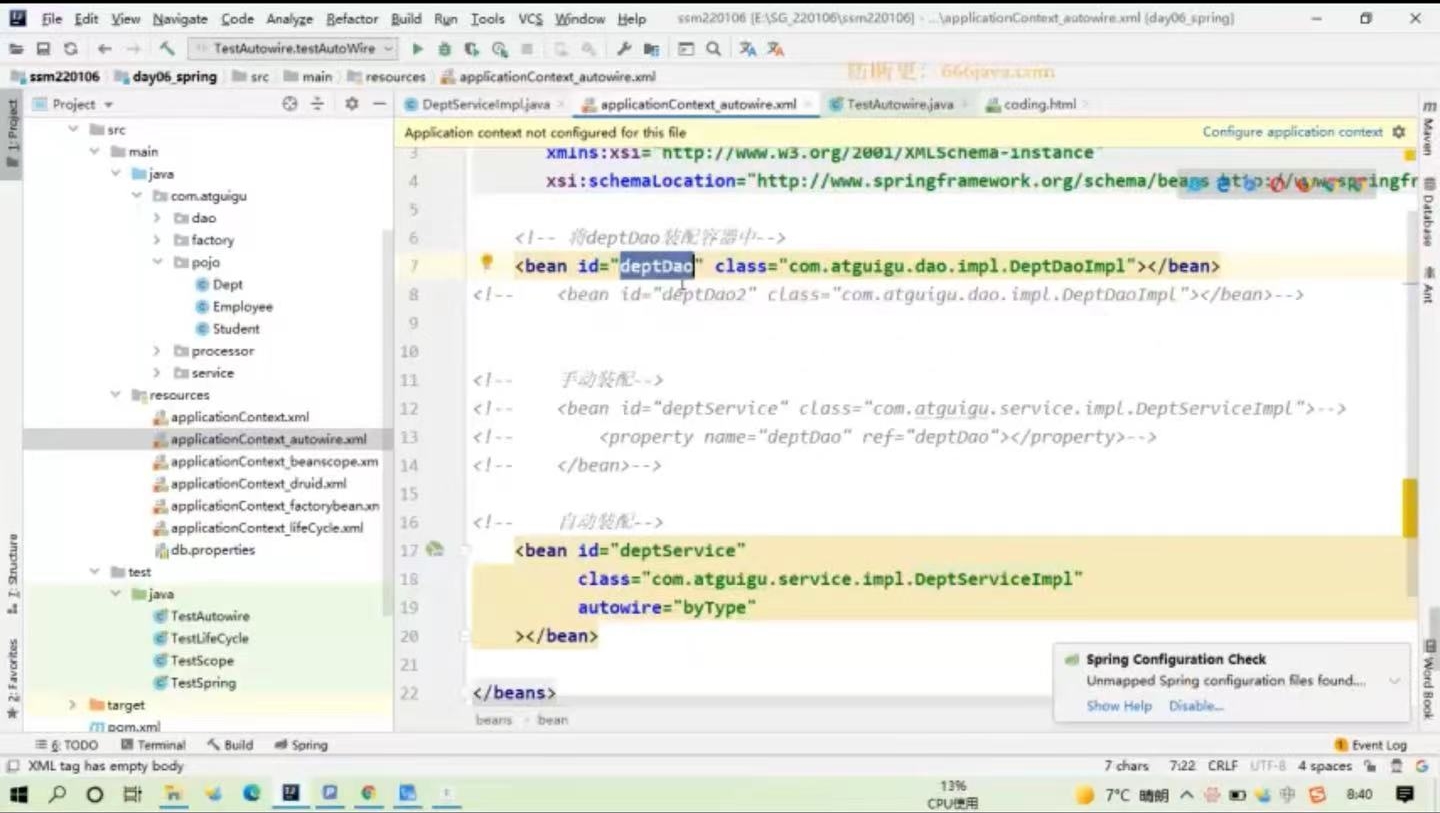 File Edit View Navigate Code Analyze Refactor Build Run Tools VCS Window Help ssm220106 [E:\SG_220106\ssm220106] - ...\applicationContext_autowire.xml (day06_spring)
TestAutowire.testAutoWire
ssm220106 day06_spring src main resources applicationContext_autowire.xml
666java.com
Project
DeptServiceImpl.java applicationContext_autowire.xml TestAutowire.java coding.html
Application context not configured for this file Configure application context
1: Project
src
main
java
com.atguigu
dao
factory
pojo
Dept
Employee
Student
processor
service
resources
applicationContext.xml
applicationContext_autowire.xml
applicationContext_beanscope.xm
applicationContext_druid.xml
applicationContext_factorybean.xn
applicationContext_lifeCycle.xml
db.properties
test
java
TestAutowire
TestLifeCycle
TestScope
TestSpring
target
pom.xml
7: Structure
2: Favorites
3 xmlns:xsi="http://www.w3.org/2001/XMLSchema-instance"
4 xsi:schemaLocation="http://www.springframework.org/schema/beans http://www.springfr
5
6 <!-- 将deptDao装配容器中-->
7 <bean id="deptDao" class="com.atguigu.dao.impl.DeptDaoImpl"></bean>
8 <!-- <bean id="deptDao2" class="com.atguigu.dao.impl.DeptDaoImpl"></bean>-->
9
10
11 <!-- 手动装配-->
12 <!-- <bean id="deptService" class="com.atguigu.service.impl.DeptServiceImpl">-->
13 <!-- <property name="deptDao" ref="deptDao"></property>-->
14 <!-- </bean>-->
15
16 <!-- 自动装配-->
17 <bean id="deptService"
18 class="com.atguigu.service.impl.DeptServiceImpl"
19 autowire="byType"
20 ></bean>
21
22 </beans>
beans bean
Maven
Database
Ant
Word Book
Spring Configuration Check
Unmapped Spring configuration files found....
Show Help Disable...
6: TODO Terminal Build Spring Event Log
XML tag has empty body 7 chars 7:22 CRLF UTF-8 4 spaces
13%
CPU使用
7°C 晴朗 中 8:40